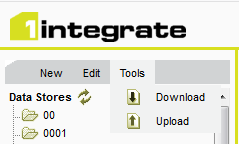 1integrate
New Edit Tools
Data Stores
Download
00
Upload
0001